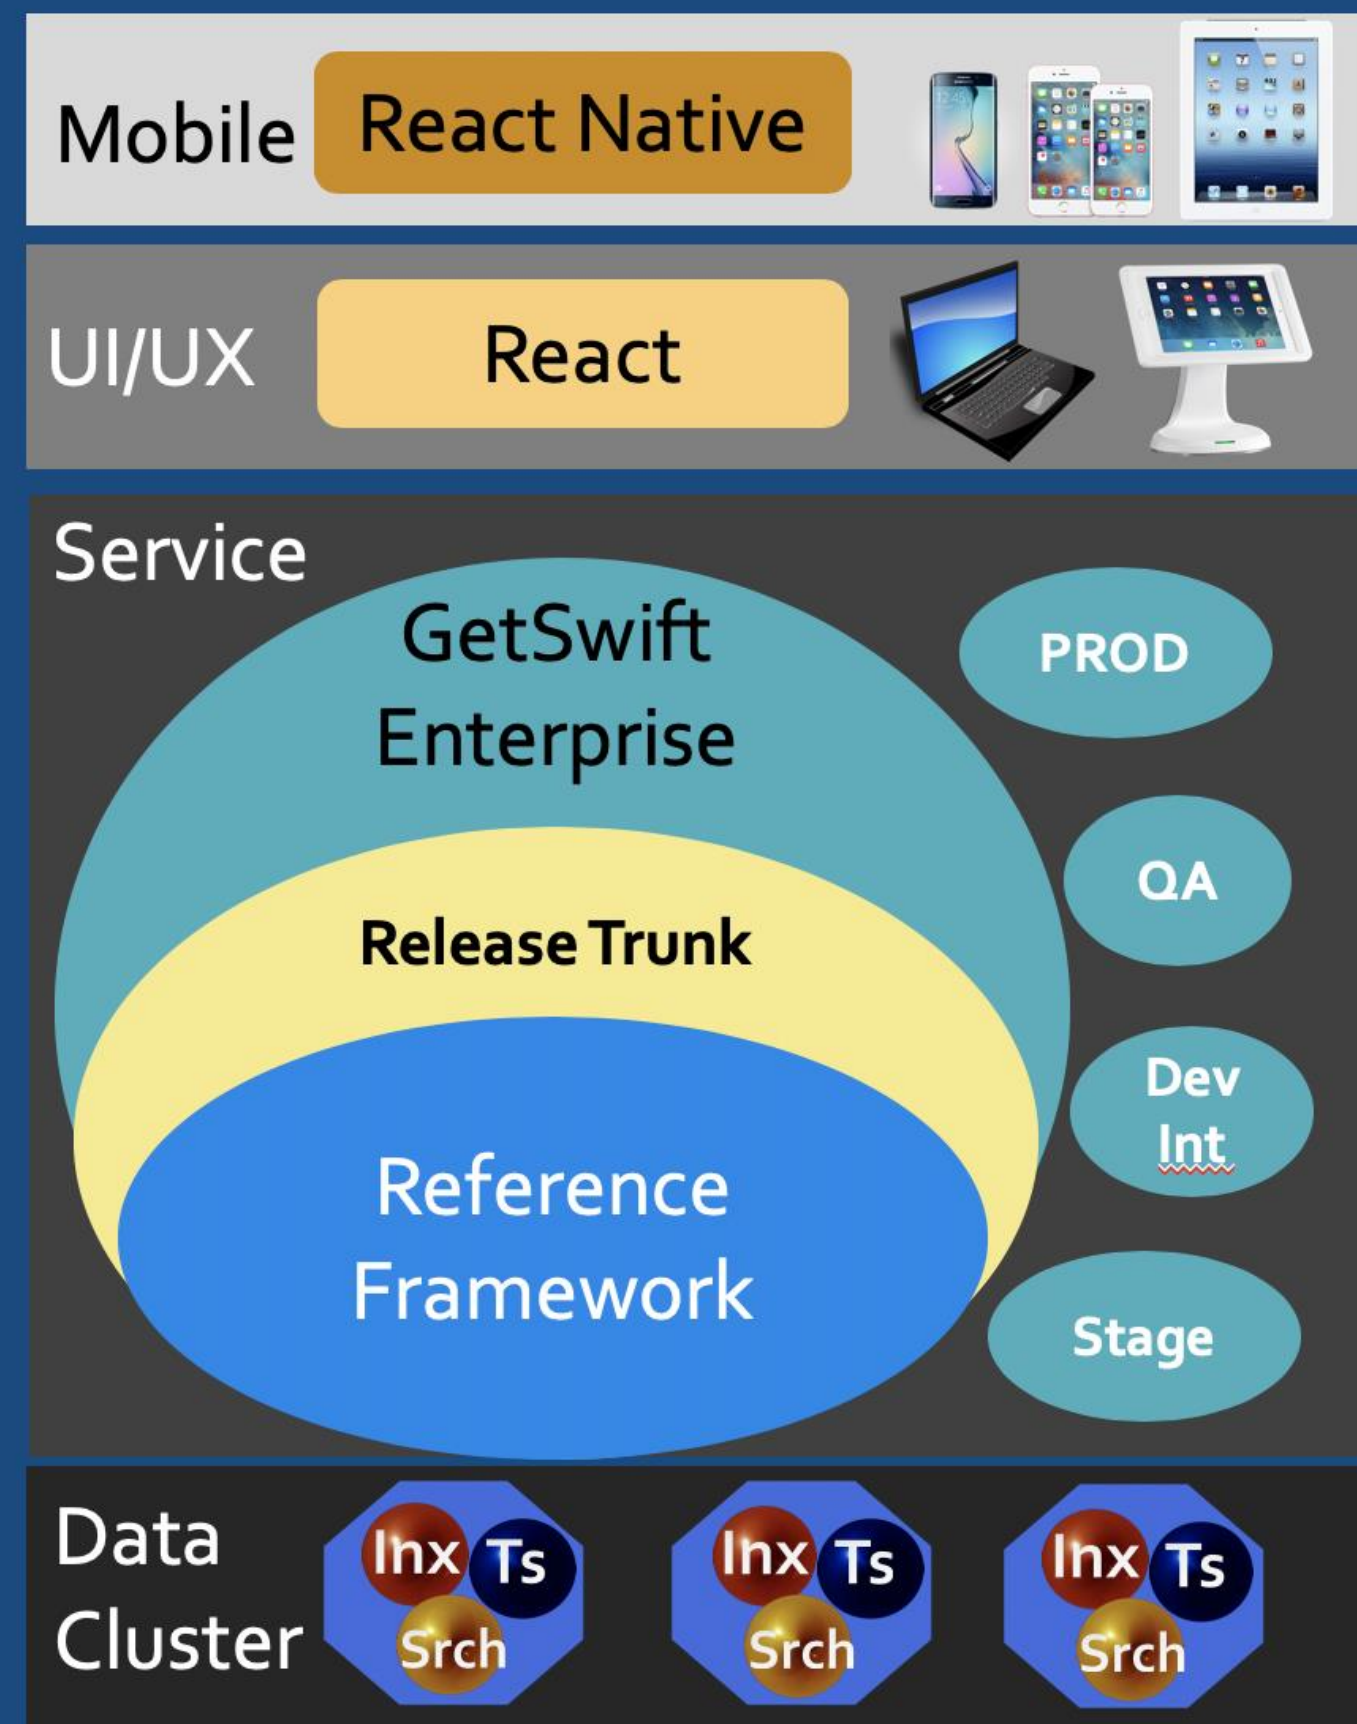 Mobile
React Native
UI/UX
React
Service
GetSwift
Enterprise
Release Trunk
Reference
Framework
PROD
QA
Dev
Int
Stage
Data
Cluster
Inx Ts
Srch
Inx Ts
Srch
Inx Ts
Srch